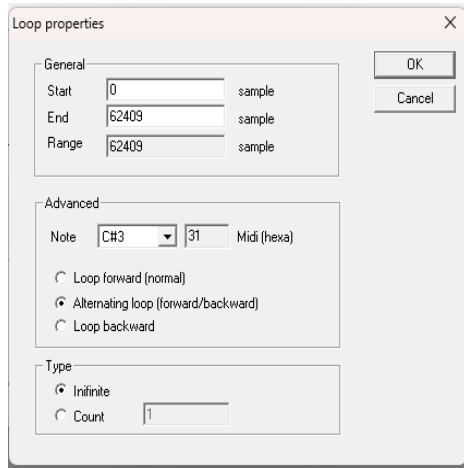 Loop properties
General
OK
Start 0 sample
Cancel
End 62409 sample
Range 62409 sample
Advanced
Note C#3 31 Midi (hexa)
Loop forward (normal)
Alternating loop (forward/backward)
Loop backward
Type
Inifinite
Count 1